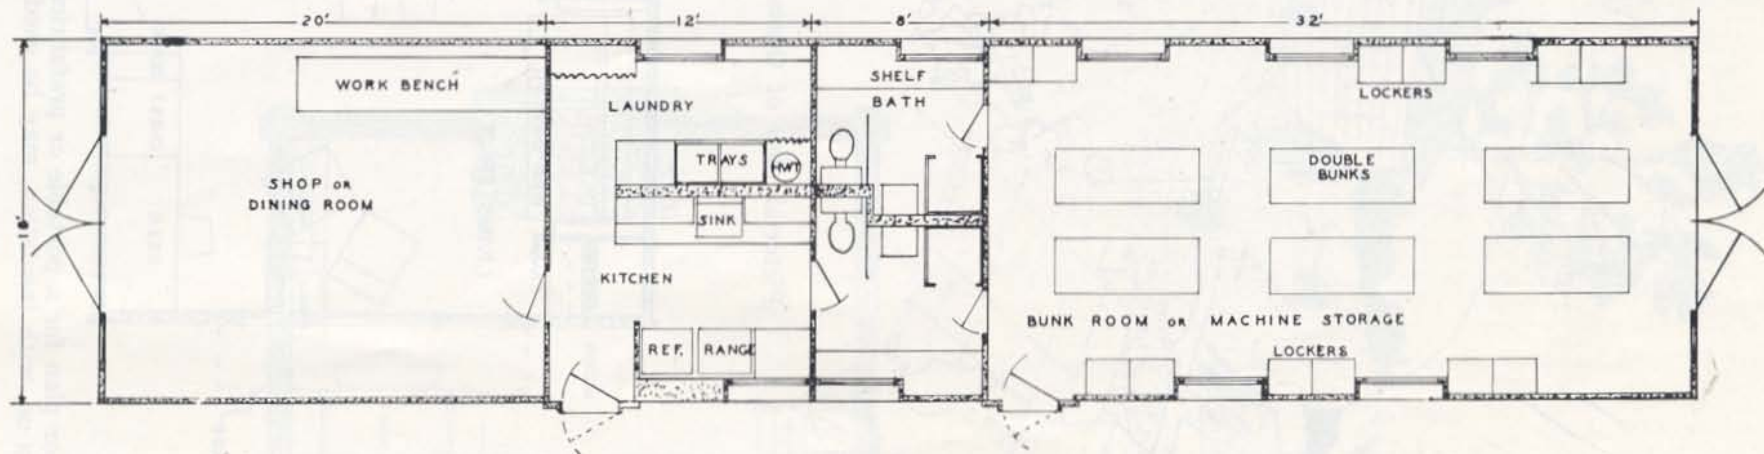 20'
12'
8'
32'
WORK BENCH
SHELF
BATH
LAUNDRY
LOCKERS
TRAYS
HWT
DOUBLE
BUNKS
SHOP OR
DINING ROOM
SINK
18'
KITCHEN
BUNK ROOM OR MACHINE STORAGE
REF.
RANGE
LOCKERS